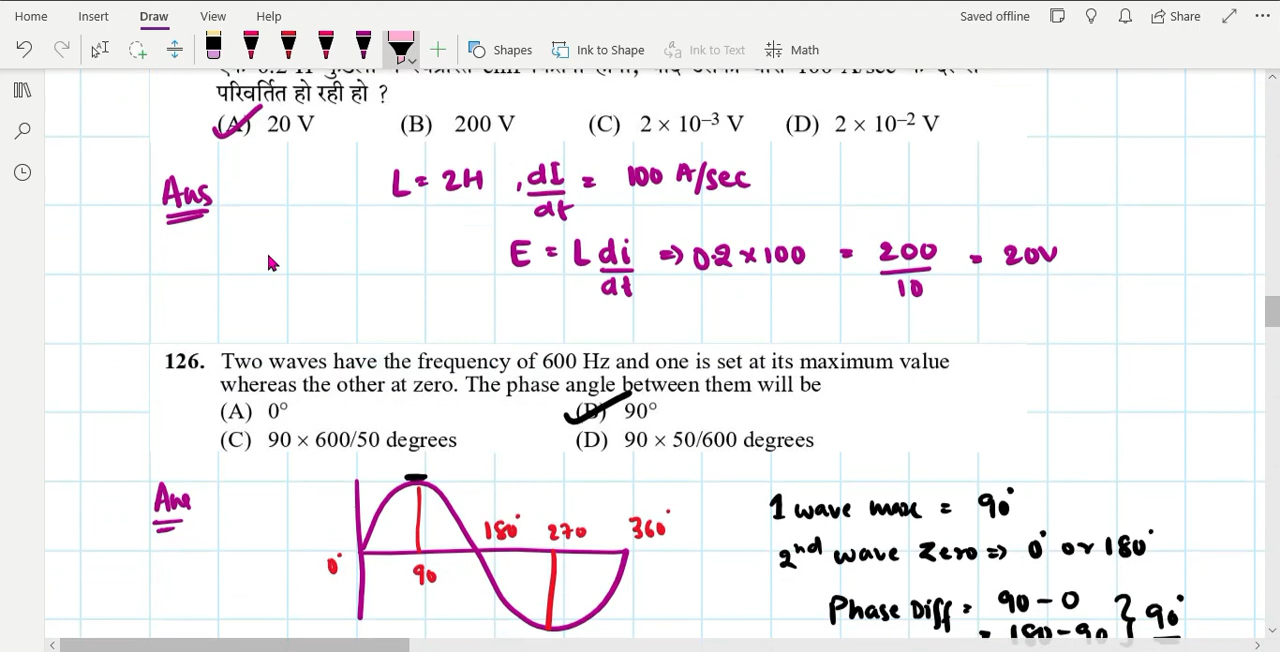 Home Insert Draw View Help Saved offline Share
Shapes Ink to Shape Ink to Text Math
परिवर्तित हो रही हो ?
(A) 20 V (B) 200 V (C) 2 × 10⁻³ V (D) 2 × 10⁻² V
Ans L = 2H , dI/dt = 100 A/sec
E = L di/dt ⇒ 0.2 × 100 = 200/10 = 20V
126. Two waves have the frequency of 600 Hz and one is set at its maximum value
whereas the other at zero. The phase angle between them will be
(A) 0° (B) 90°
(C) 90 × 600/50 degrees (D) 90 × 50/600 degrees
Ans
0° 90 180° 270 360°
1 wave max = 90°
2nd wave zero ⇒ 0° or 180°
Phase Diff = 90 - 0 } 90°
= 180 - 90